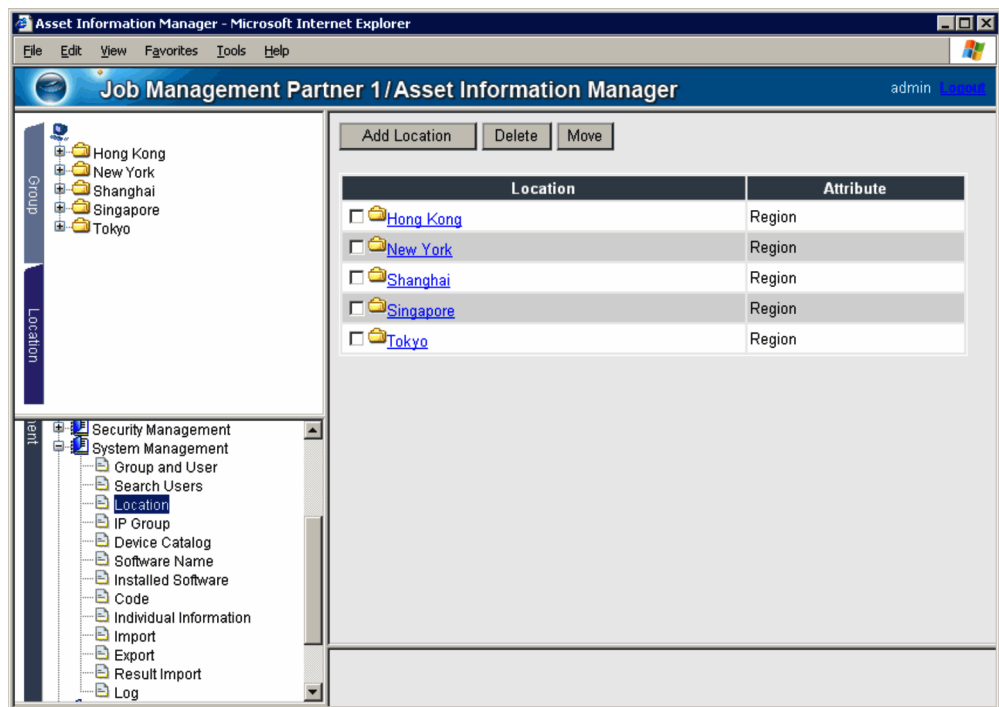 Asset Information Manager - Microsoft Internet Explorer
File Edit View Favorites Tools Help
Job Management Partner 1/Asset Information Manager
admin Logout
Group
Location
Hong Kong
New York
Shanghai
Singapore
Tokyo
Add Location Delete Move
Location Attribute
Hong Kong Region
New York Region
Shanghai Region
Singapore Region
Tokyo Region
Security Management
System Management
Group and User
Search Users
Location
IP Group
Device Catalog
Software Name
Installed Software
Code
Individual Information
Import
Export
Result Import
Log